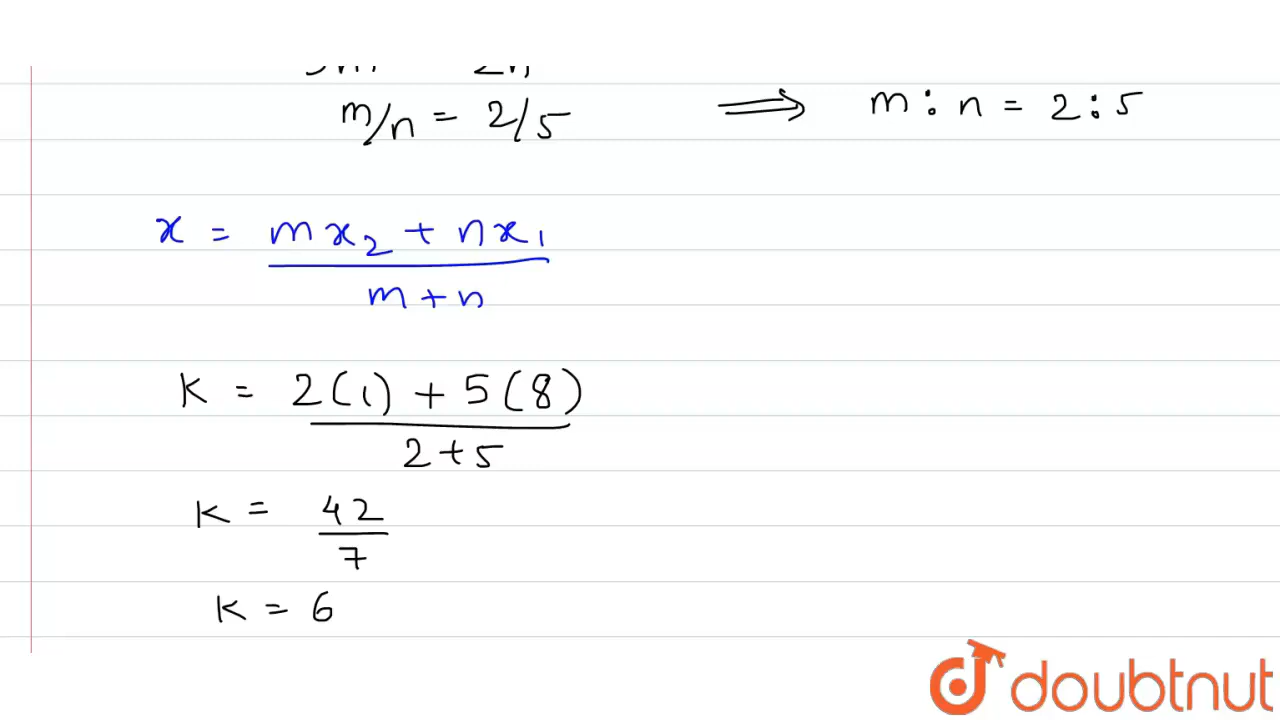 m/n = 2/5 ⟹ m : n = 2 : 5
x = mx₂ + nx₁
m + n
K = 2(1) + 5(8)
2 + 5
K = 42
7
K = 6
doubtnut